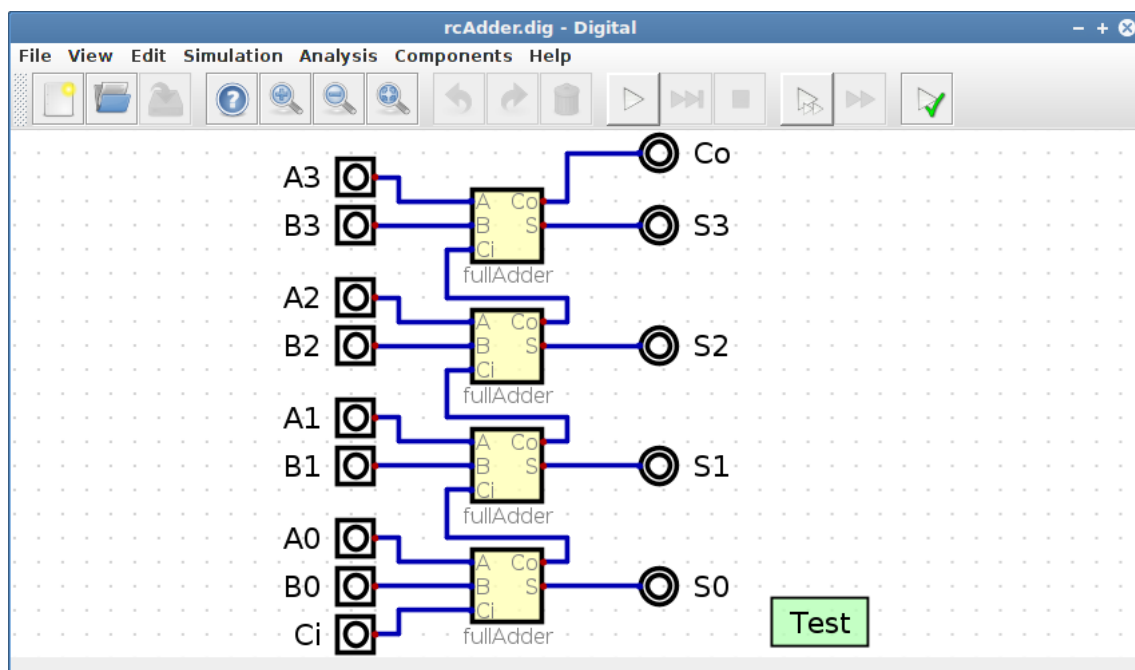 rcAdder.dig - Digital
File View Edit Simulation Analysis Components Help
Co
A3
A Co
B3
B S
S3
Ci
fullAdder
A2
A Co
B2
B S
S2
Ci
fullAdder
A1
A Co
B1
B S
S1
Ci
fullAdder
A0
A Co
B0
B S
S0
Ci
Ci
fullAdder
Test